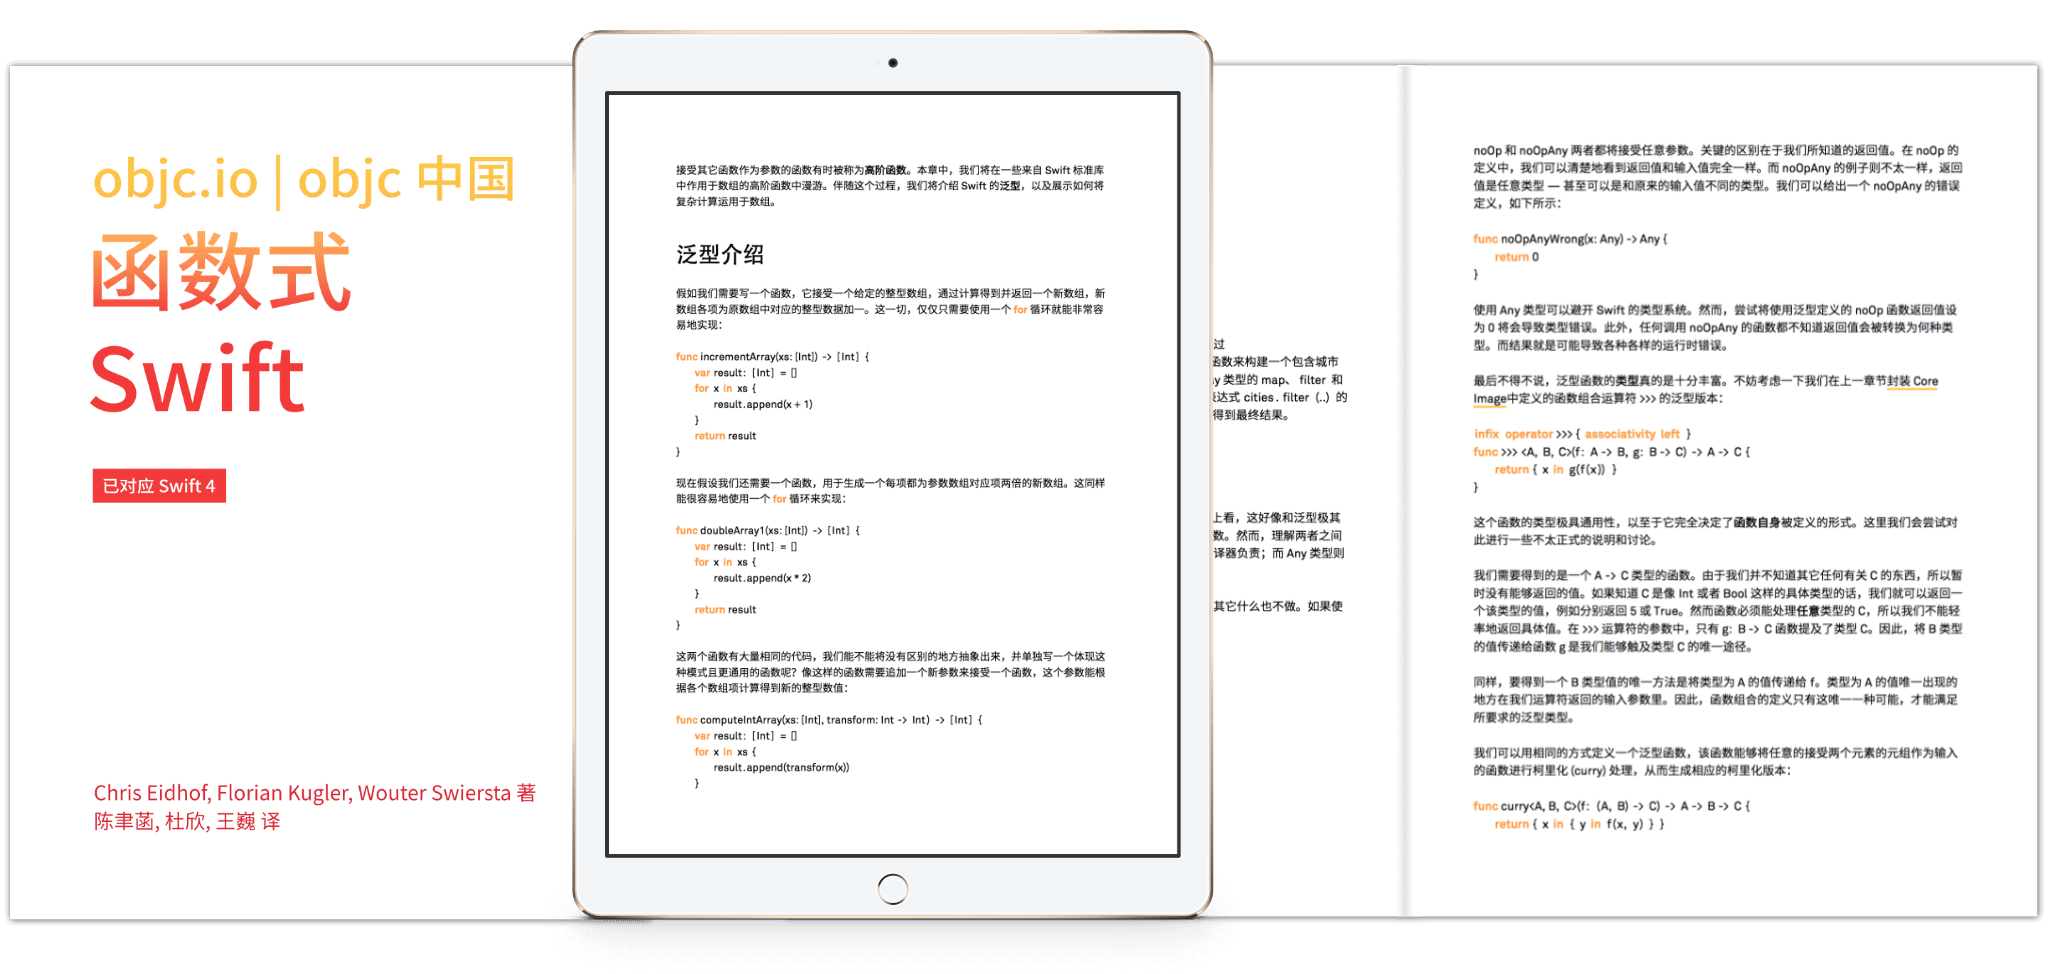 objc.io | objc 中国
函数式
Swift
已对应 Swift 4
Chris Eidhof, Florian Kugler, Wouter Swiersta 著
陈聿菡, 杜欣, 王巍 译
接受其它函数作为参数的函数有时被称为高阶函数。本章中，我们将在一些来自 Swift 标准库
中作用于数组的高阶函数中漫游。伴随这个过程，我们将介绍 Swift 的泛型，以及展示如何将
复杂计算运用于数组。
泛型介绍
假如我们需要写一个函数，它接受一个给定的整型数组，通过计算得到并返回一个新数组，新
数组各项为原数组中对应的整型数据加一。这一切，仅仅只需要使用一个 for 循环就能非常容
易地实现：
func incrementArray(xs: [Int]) -> [Int] {
var result: [Int] = []
for x in xs {
result.append(x + 1)
}
return result
}
现在假设我们还需要一个函数，用于生成一个每项都为参数数组对应项两倍的新数组。这同样
能很容易地使用一个 for 循环来实现：
func doubleArray1(xs: [Int]) -> [Int] {
var result: [Int] = []
for x in xs {
result.append(x * 2)
}
return result
}
这两个函数有大量相同的代码，我们能不能将没有区别的地方抽象出来，并单独写一个体现这
种模式且更通用的函数呢？像这样的函数需要追加一个新参数来接受一个函数，这个参数能根
据各个数组项计算得到新的整型数值：
func computeIntArray(xs: [Int], transform: Int -> Int) -> [Int] {
var result: [Int] = []
for x in xs {
result.append(transform(x))
}
过
函数来构建一个包含城市
y 类型的 map、 filter 和
达式 cities.filter (..) 的
得到最终结果。
上看，这好像和泛型极其
数。然而，理解两者之间
译器负责；而 Any 类型则
其它什么也不做。如果使
noOp 和 noOpAny 两者都将接受任意参数。关键的区别在于我们所知道的返回值。在 noOp 的
定义中，我们可以清楚地看到返回值和输入值完全一样。而 noOpAny 的例子则不太一样，返回
值是任意类型 — 甚至可以是和原来的输入值不同的类型。我们可以给出一个 noOpAny 的错误
定义，如下所示：
func noOpAnyWrong(x: Any) -> Any {
return 0
}
使用 Any 类型可以避开 Swift 的类型系统。然而，尝试将使用泛型定义的 noOp 函数返回值设
为 0 将会导致类型错误。此外，任何调用 noOpAny 的函数都不知道返回值会被转换为何种类
型。而结果就是可能导致各种各样的运行时错误。
最后不得不说，泛型函数的类型真的是十分丰富。不妨考虑一下我们在上一章节封装 Core
Image中定义的函数组合运算符 >>> 的泛型版本：
infix operator >>> { associativity left }
func >>> <A, B, C>(f: A -> B, g: B -> C) -> A -> C {
return { x in g(f(x)) }
}
这个函数的类型极具通用性，以至于它完全决定了函数自身被定义的形式。这里我们会尝试对
此进行一些不太正式的说明和讨论。
我们需要得到的是一个 A -> C 类型的函数。由于我们并不知道其它任何有关 C 的东西，所以暂
时没有能够返回的值。如果知道 C 是像 Int 或者 Bool 这样的具体类型的话，我们就可以返回一
个该类型的值，例如分别返回 5 或 True。然而函数必须能处理任意类型的 C，所以我们不能轻
率地返回具体值。在 >>> 运算符的参数中，只有 g: B -> C 函数提及了类型 C。因此，将 B 类型
的值传递给函数 g 是我们能够触及类型 C 的唯一途径。
同样，要得到一个 B 类型值的唯一方法是将类型为 A 的值传递给 f。类型为 A 的值唯一出现的
地方在我们运算符返回的输入参数里。因此，函数组合的定义只有这唯一一种可能，才能满足
所要求的泛型类型。
我们可以用相同的方式定义一个泛型函数，该函数能够将任意的接受两个元素的元组作为输入
的函数进行柯里化 (curry) 处理，从而生成相应的柯里化版本：
func curry<A, B, C>(f: (A, B) -> C) -> A -> B -> C {
return { x in { y in f(x, y) } }